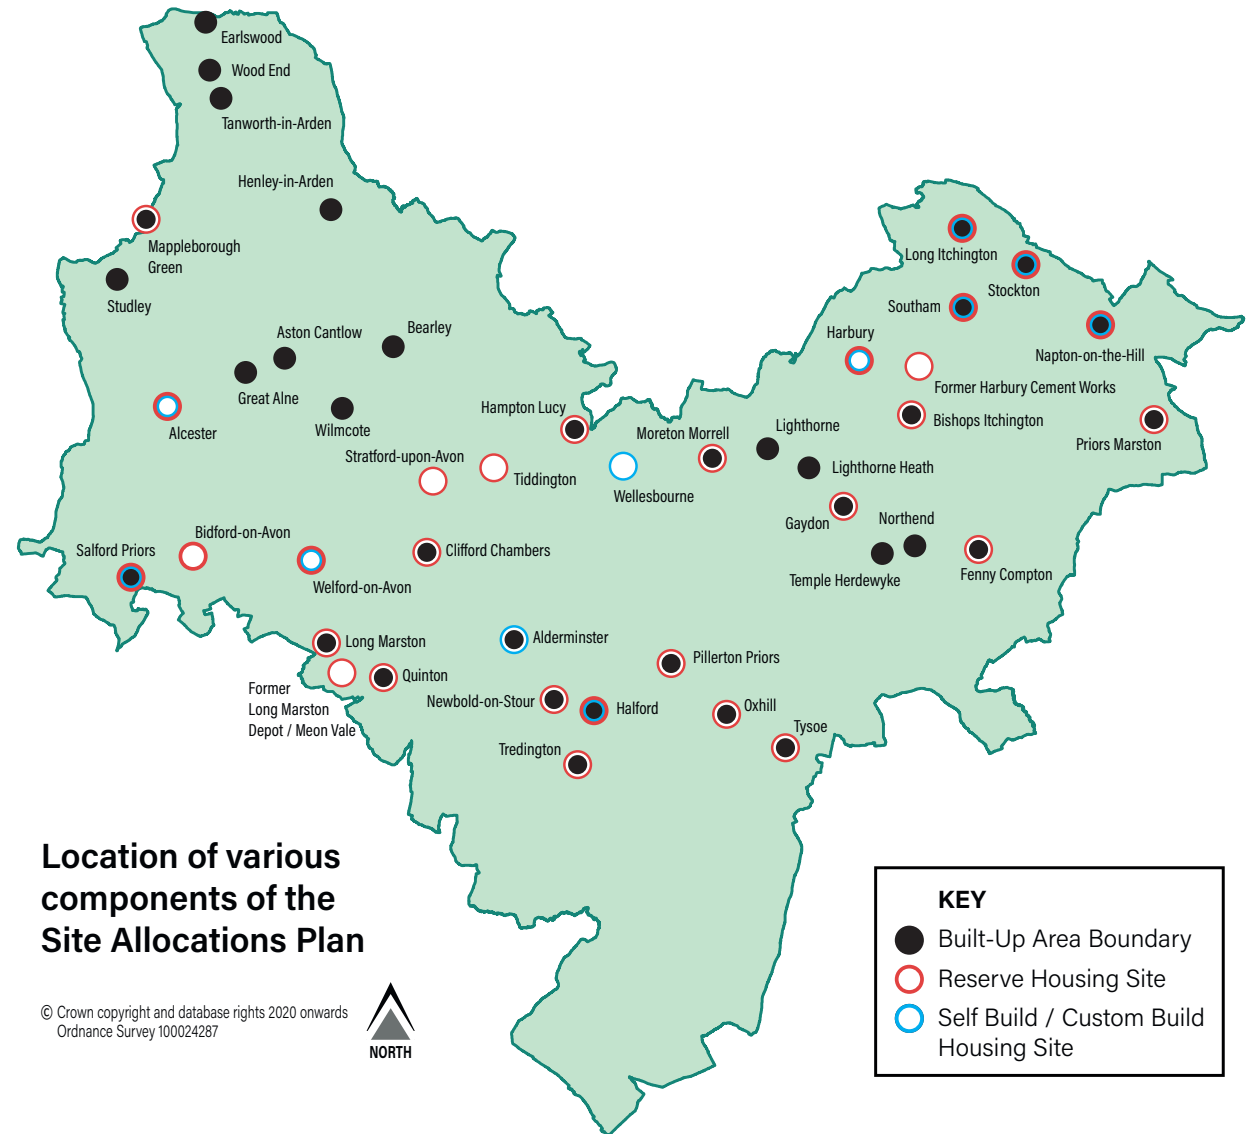 Earlswood
Wood End
Tanworth-in-Arden
Henley-in-Arden
Mappleborough
Green
Studley
Long Itchington
Stockton
Southam
Napton-on-the-Hill
Harbury
Former Harbury Cement Works
Aston Cantlow
Bearley
Great Alne
Alcester
Wilmcote
Hampton Lucy
Bishops Itchington
Priors Marston
Moreton Morrell
Lighthorne
Lighthorne Heath
Stratford-upon-Avon
Tiddington
Wellesbourne
Gaydon
Northend
Bidford-on-Avon
Salford Priors
Clifford Chambers
Welford-on-Avon
Temple Herdewyke
Fenny Compton
Long Marston
Alderminster
Pillerton Priors
Quinton
Former
Long Marston
Depot / Meon Vale
Newbold-on-Stour
Halford
Oxhill
Tysoe
Tredington
Location of various
components of the
Site Allocations Plan
© Crown copyright and database rights 2020 onwards
Ordnance Survey 100024287
NORTH
KEY
Built-Up Area Boundary
Reserve Housing Site
Self Build / Custom Build
Housing Site